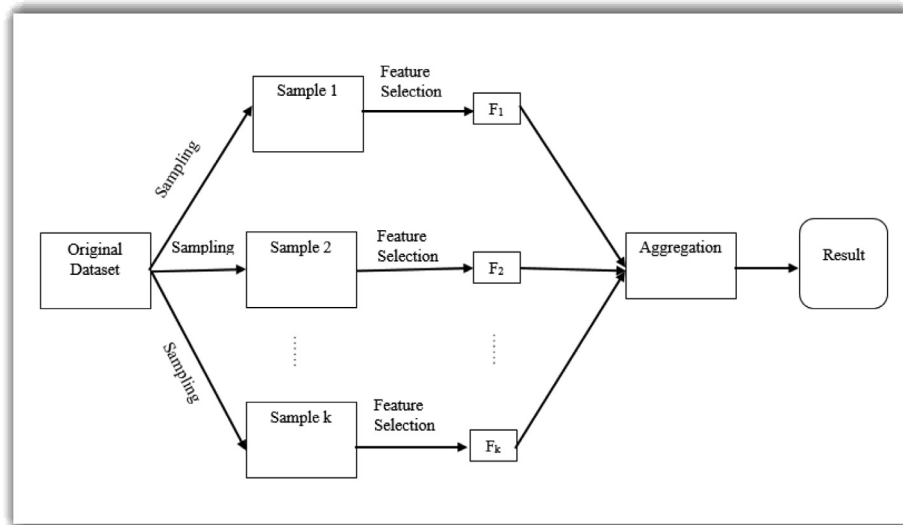 Sample 1
Feature
Selection
F₁
Sampling
Original
Dataset
Sampling
Sample 2
Feature
Selection
F₂
Aggregation
Result
Sampling
Sample k
Feature
Selection
Fₖ